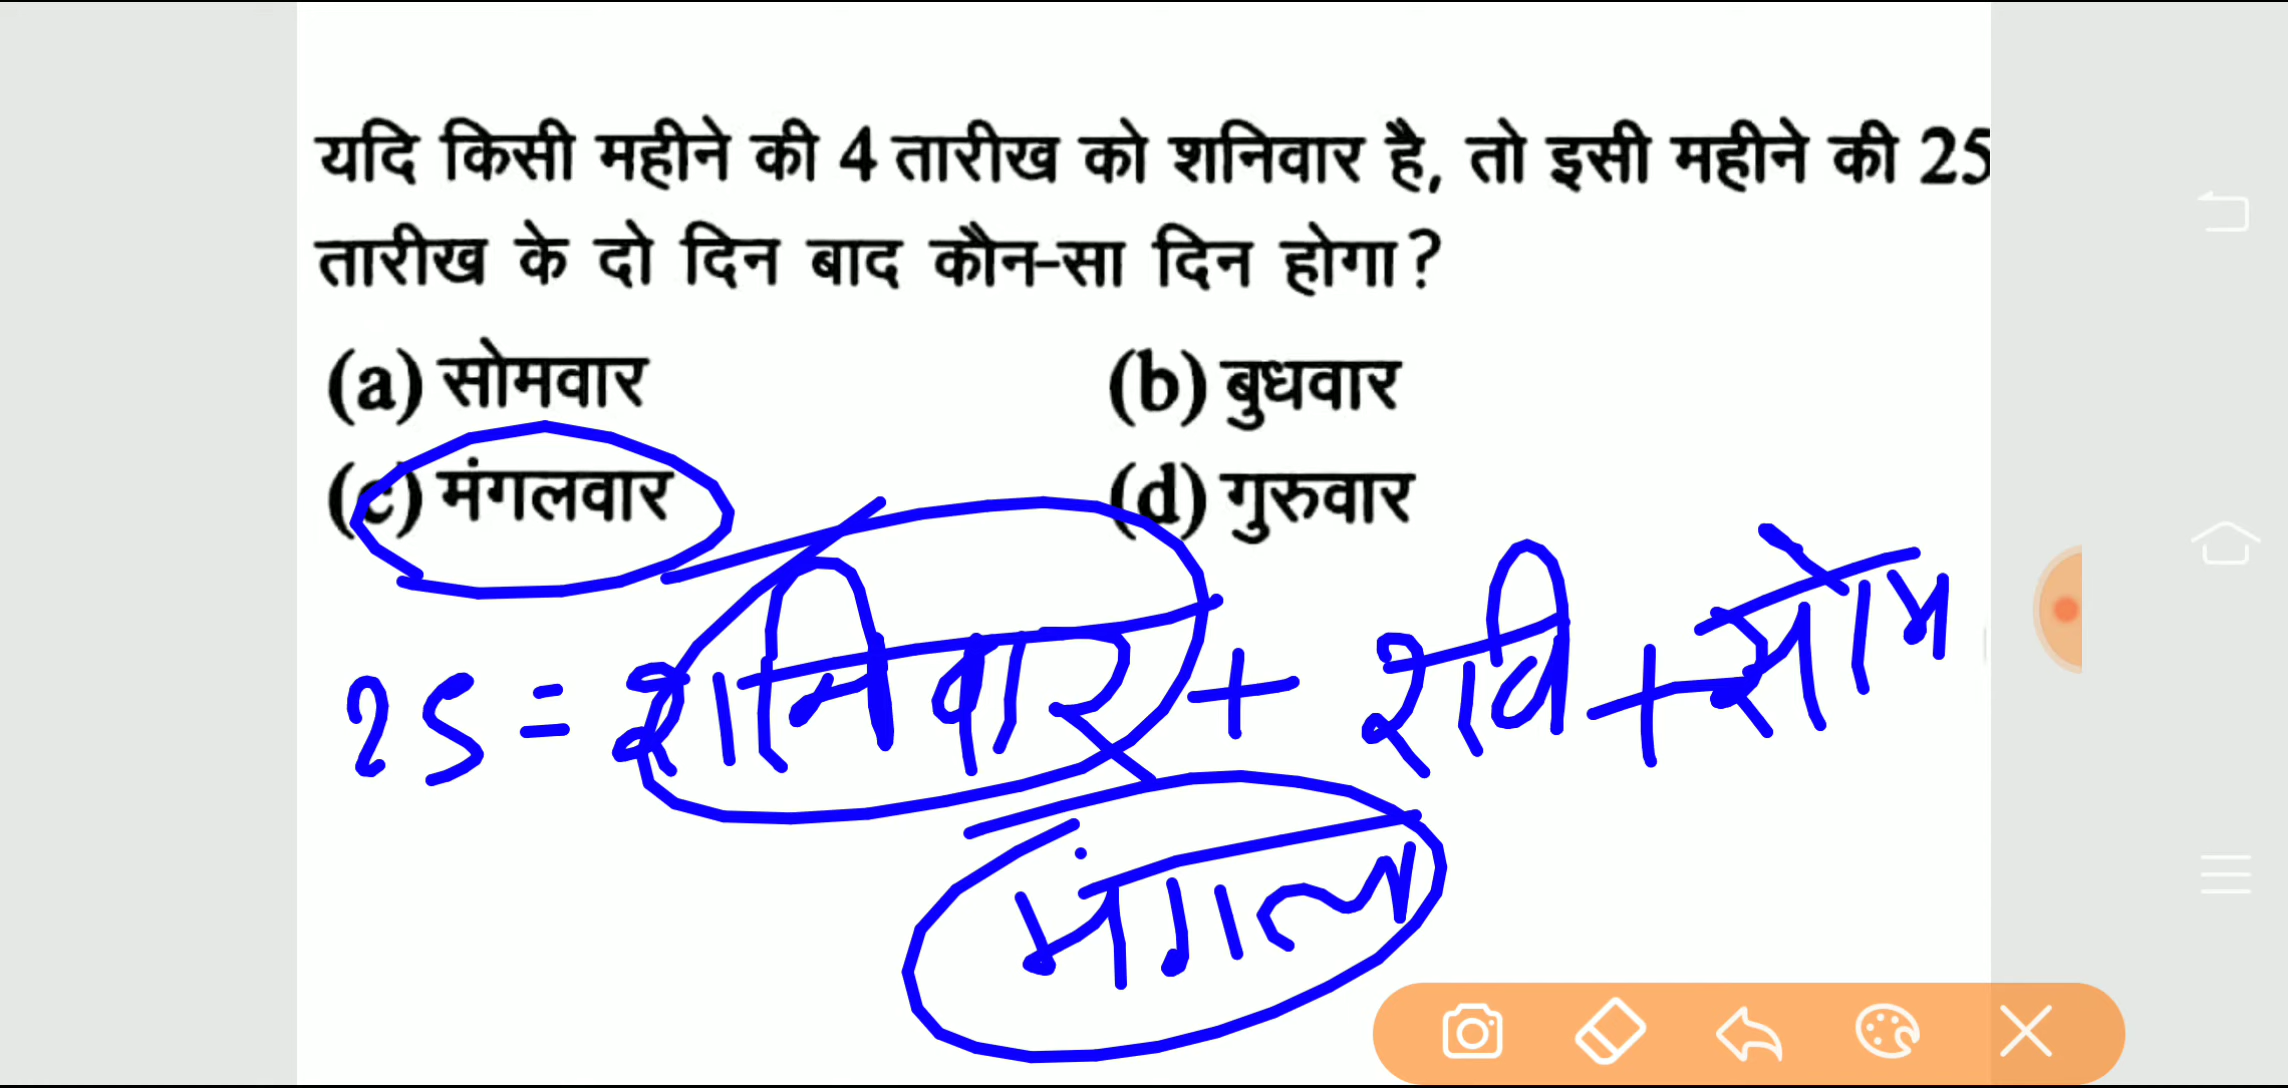 यदि किसी महीने की 4 तारीख को शनिवार है, तो इसी महीने की 25
तारीख के दो दिन बाद कौन-सा दिन होगा?
(a) सोमवार (b) बुधवार
(c) मंगलवार (d) गुरुवार
25 = शनिवार + रवि + सोम
मंगल